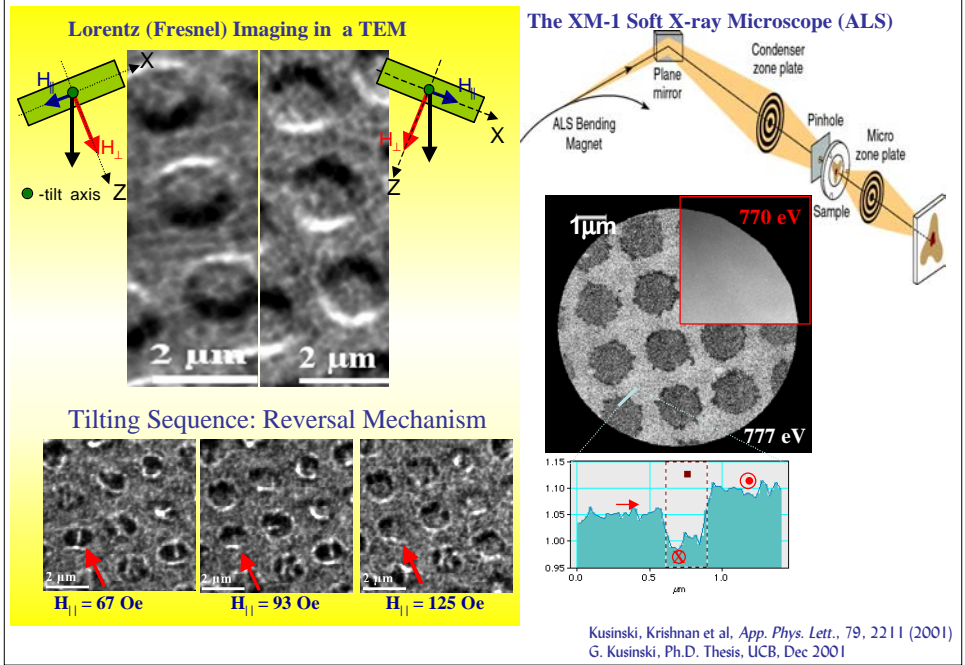 Lorentz (Fresnel) Imaging in a TEM
H||
X
H⊥
Z
-tilt axis
2 µm
2 µm
H||
X
H⊥
Z
Tilting Sequence: Reversal Mechanism
2 µm
2 µm
2 µm
H|| = 67 Oe
H|| = 93 Oe
H|| = 125 Oe
The XM-1 Soft X-ray Microscope (ALS)
Plane
mirror
Condenser
zone plate
ALS Bending
Magnet
Pinhole
Micro
zone plate
Sample
1µm
770 eV
777 eV
1.15
1.10
1.05
1.00
0.95
0.0
0.5
1.0
µm
Kusinski, Krishnan et al, App. Phys. Lett., 79, 2211 (2001)
G. Kusinski, Ph.D. Thesis, UCB, Dec 2001